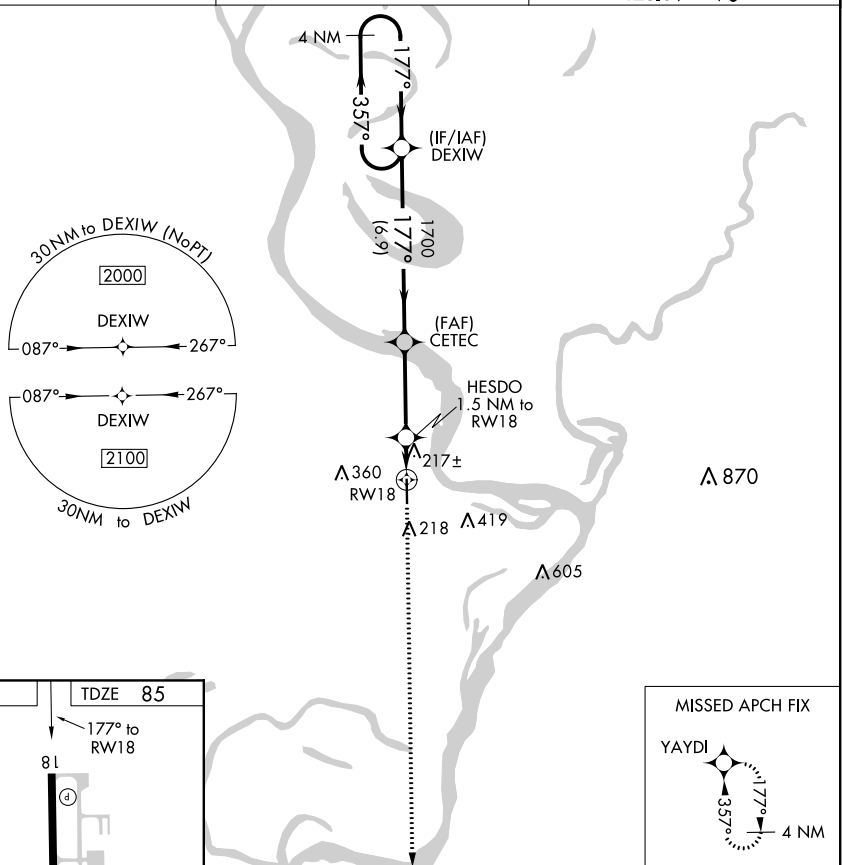 4 NM
177°
357°
(IF/IAF)
DEXIW
1700
177°
(6.9)
30 NM to DEXIW (NoPT)
2000
DEXIW
087°
267°
087°
267°
DEXIW
2100
30NM to DEXIW
(FAF)
CETEC
HESDO
1.5 NM to
RW18
217±
360
RW18
870
218
419
605
TDZE 85
177° to
RW18
18
P
MISSED APCH FIX
YAYDI
177°
357°
4 NM